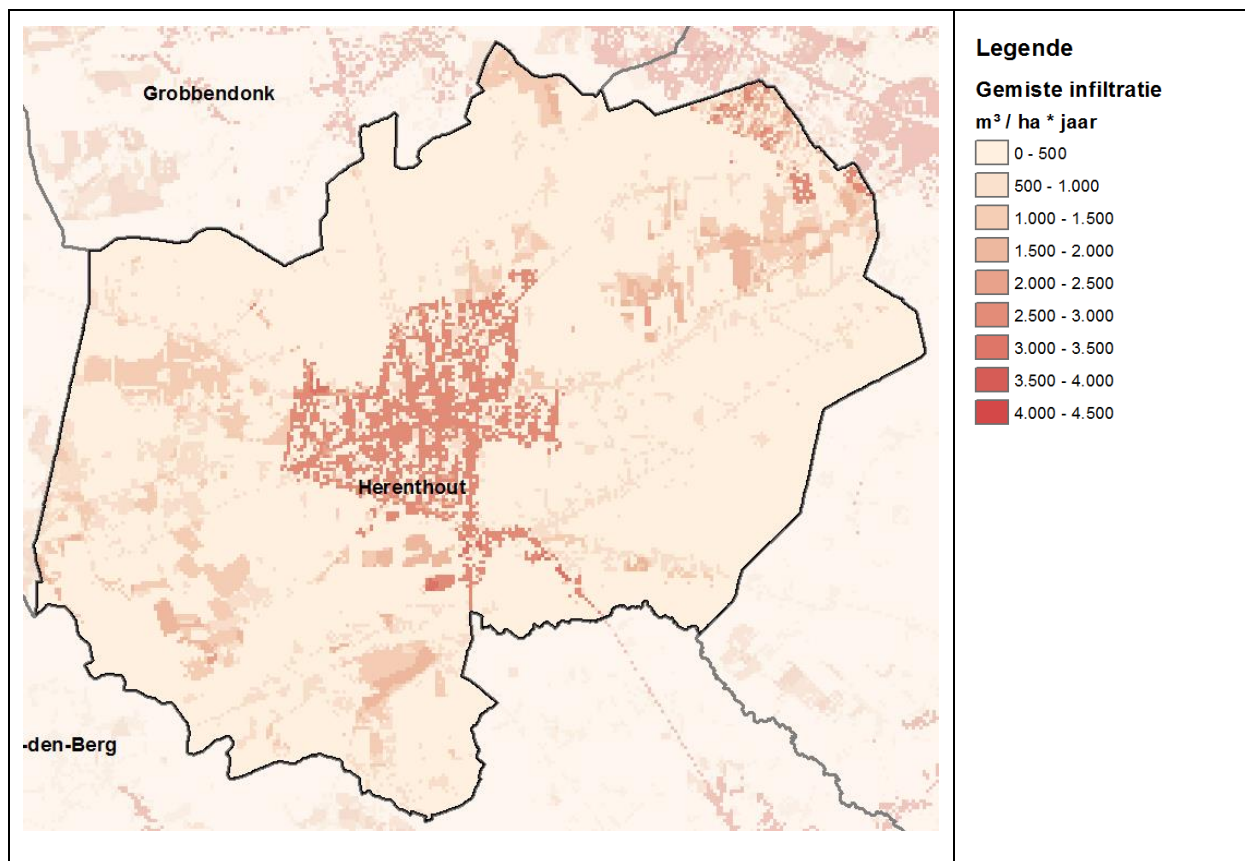 Grobbendonk
Herenthout
-den-Berg
Legende
Gemiste infiltratie
m³ / ha * jaar
0 - 500
500 - 1.000
1.000 - 1.500
1.500 - 2.000
2.000 - 2.500
2.500 - 3.000
3.000 - 3.500
3.500 - 4.000
4.000 - 4.500